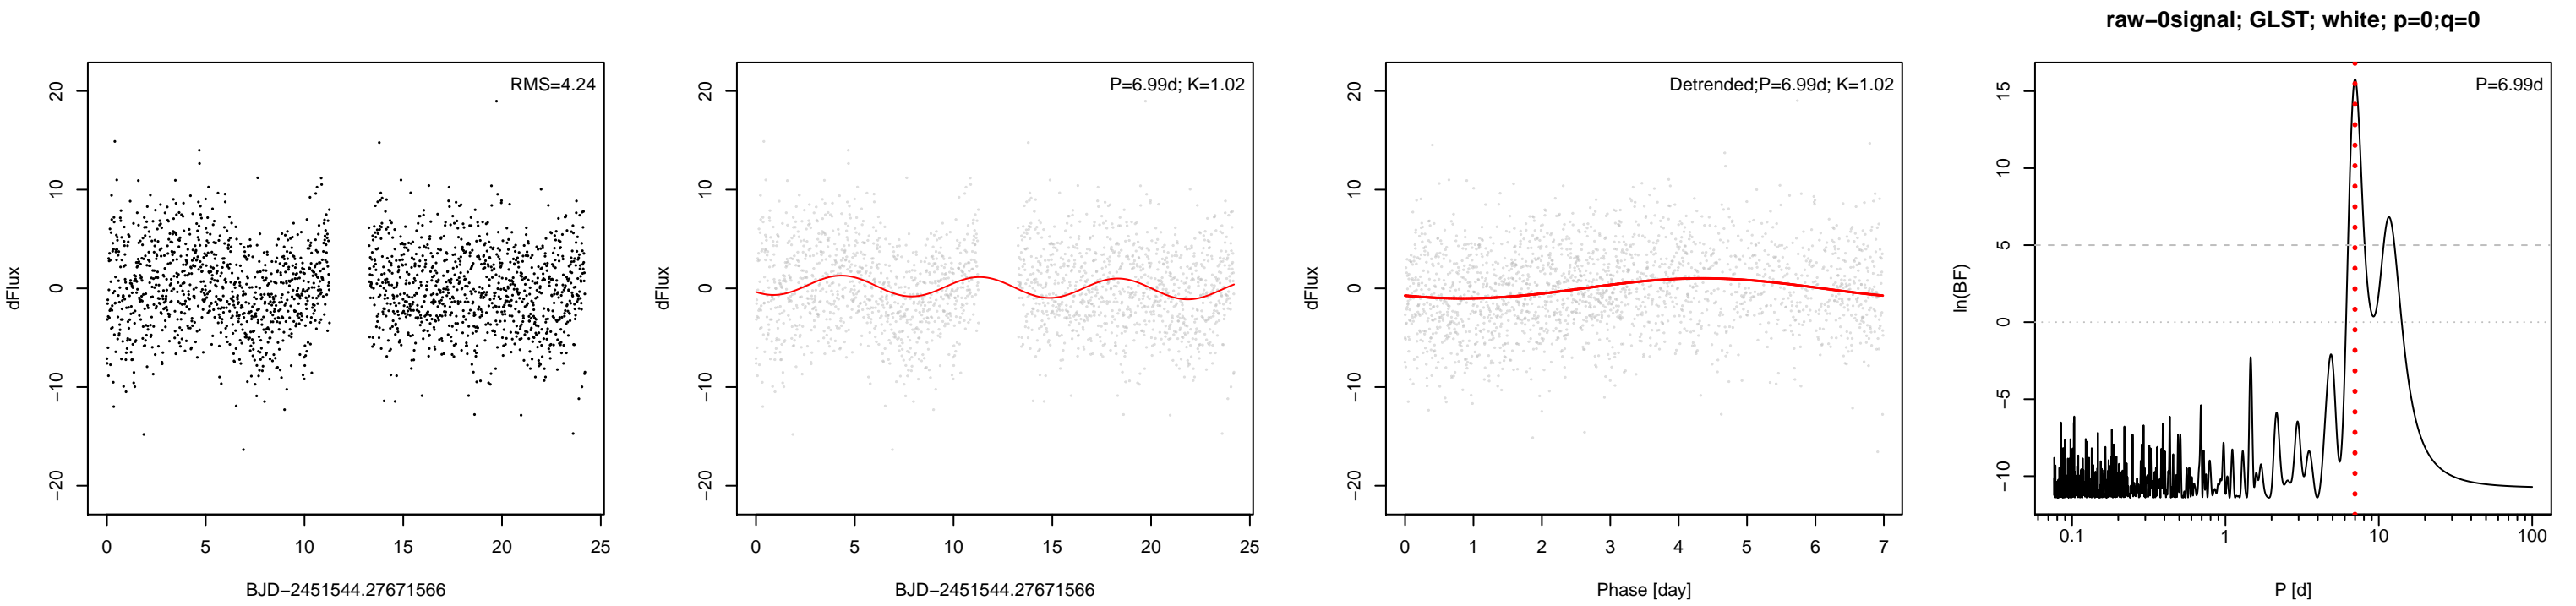 raw−0signal; GLST; white; p=0;q=0
RMS=4.24
dFlux
20
10
0
−10
−20
0 5 10 15 20 25
BJD−2451544.27671566
P=6.99d; K=1.02
dFlux
20
10
0
−10
−20
0 5 10 15 20 25
BJD−2451544.27671566
Detrended;P=6.99d; K=1.02
dFlux
20
10
0
−10
−20
0 1 2 3 4 5 6 7
Phase [day]
P=6.99d
ln(BF)
15
10
5
0
−5
−10
0.1 1 10 100
P [d]